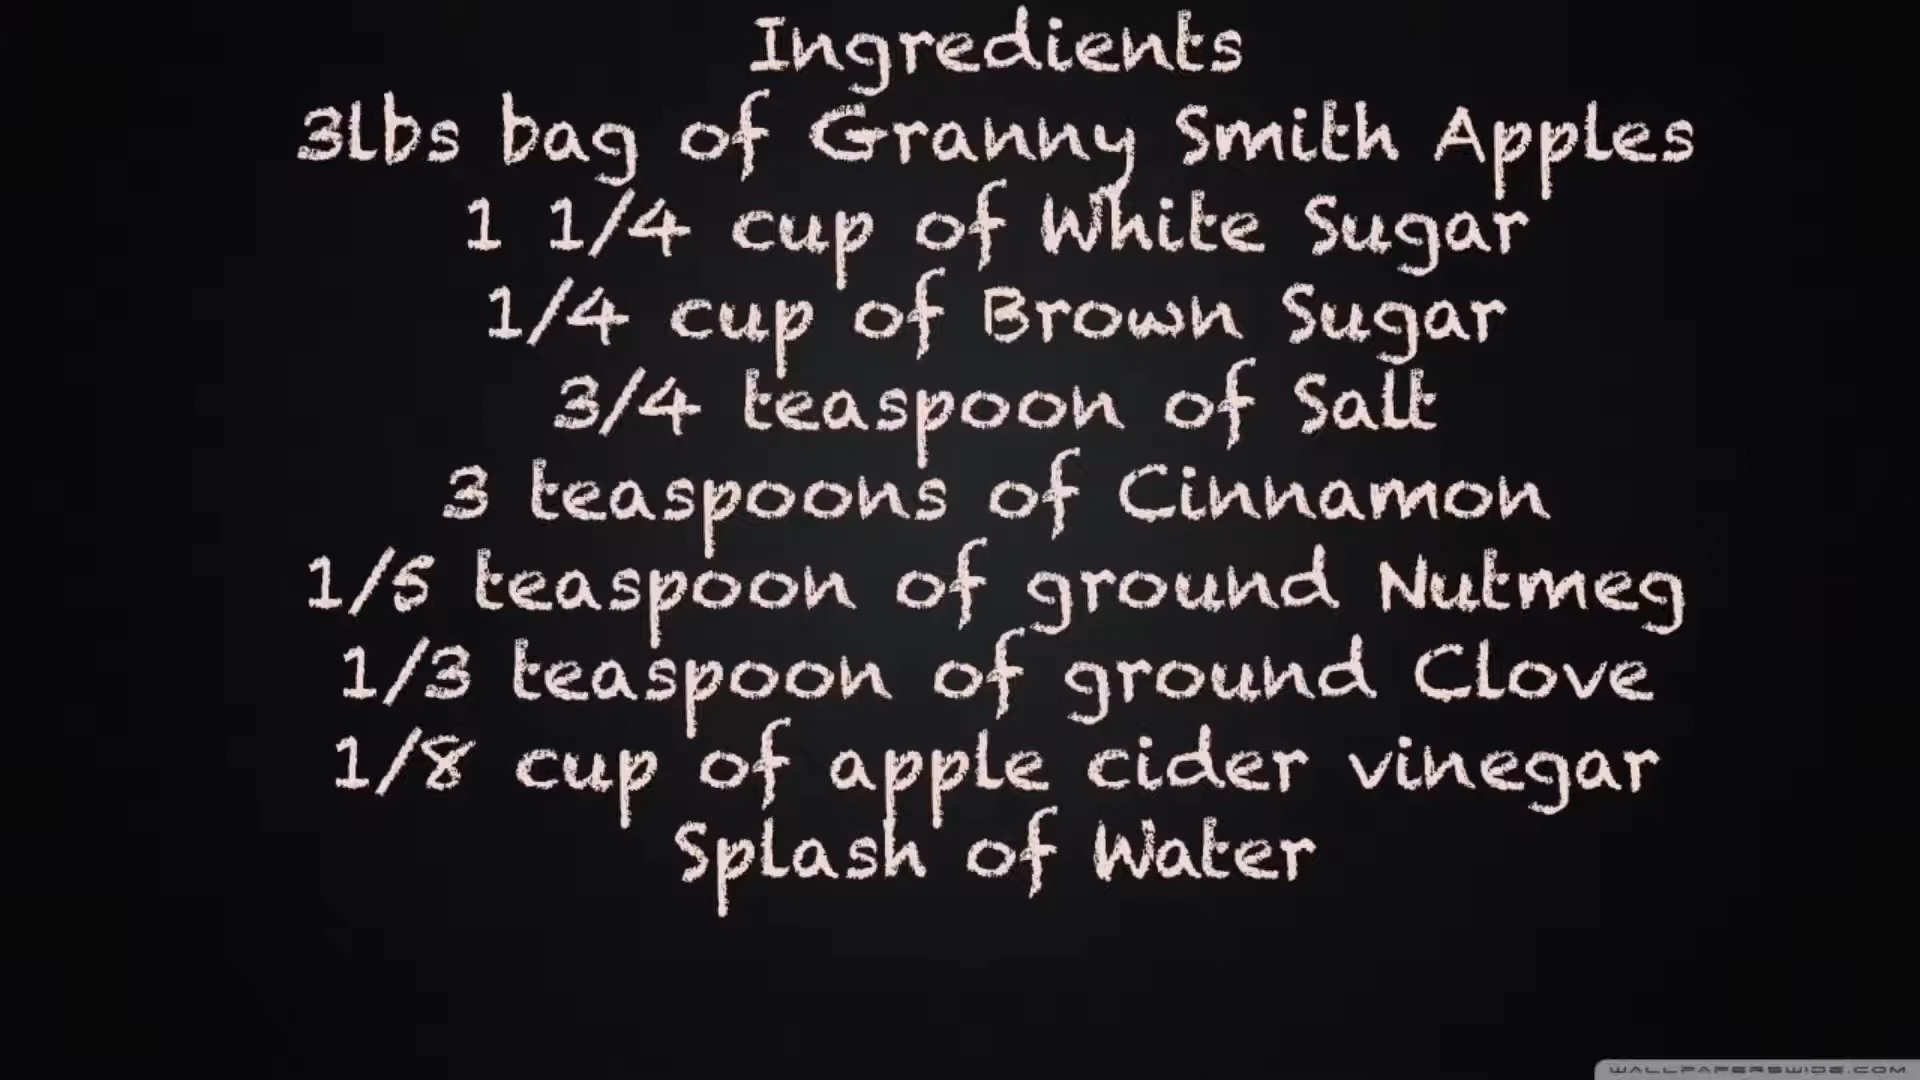 Ingredients
3lbs bag of Granny Smith Apples
1 1/4 cup of White Sugar
1/4 cup of Brown Sugar
3/4 teaspoon of Salt
3 teaspoons of Cinnamon
1/5 teaspoon of ground Nutmeg
1/3 teaspoon of ground Clove
1/8 cup of apple cider vinegar
Splash of Water
WALLPAPERSWIDE.COM